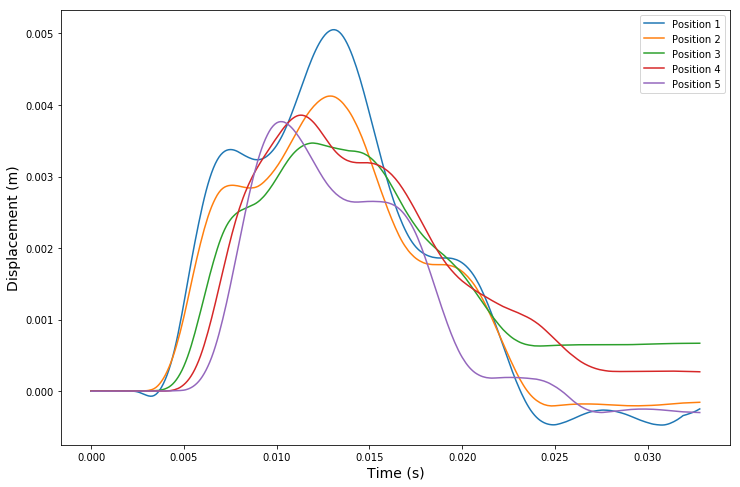 Position 1
Position 2
Position 3
Position 4
Position 5
0.005
0.004
0.003
0.002
0.001
0.000
Displacement (m)
0.000 0.005 0.010 0.015 0.020 0.025 0.030
Time (s)